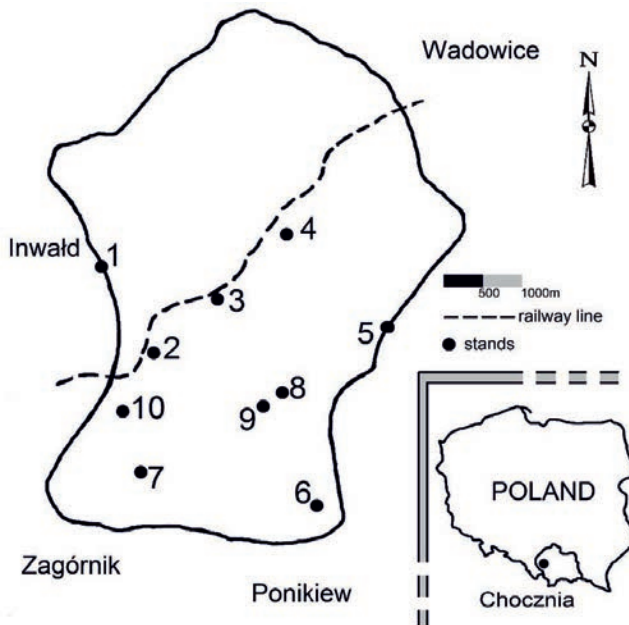 Wadowice
N
4
Inwałd 1
500 1000m
3
railway line
5
stands
2
8
10
9
7
POLAND
6
Zagórnik
Ponikiew
Chocznia